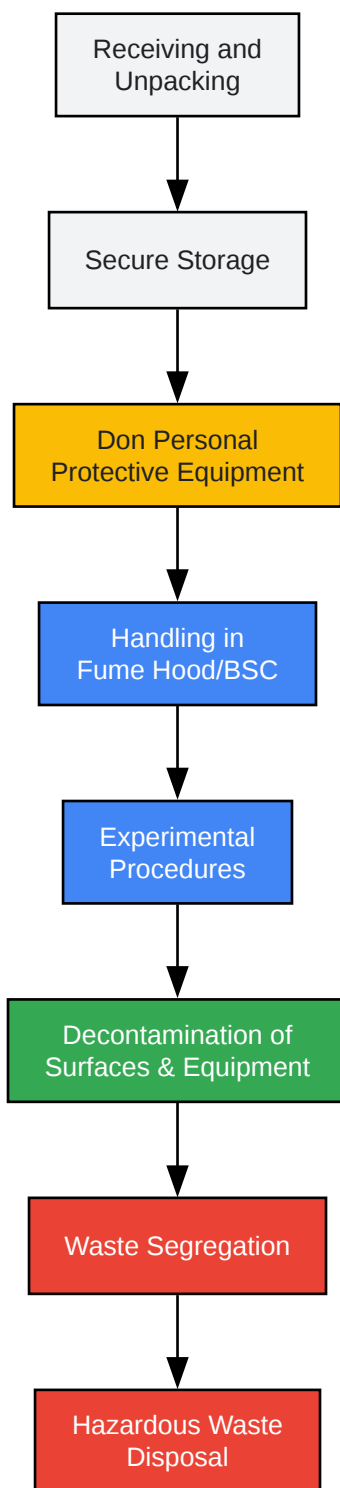 Receiving and
Unpacking
Secure Storage
Don Personal
Protective Equipment
Handling in
Fume Hood/BSC
Experimental
Procedures
Decontamination of
Surfaces & Equipment
Waste Segregation
Hazardous Waste
Disposal